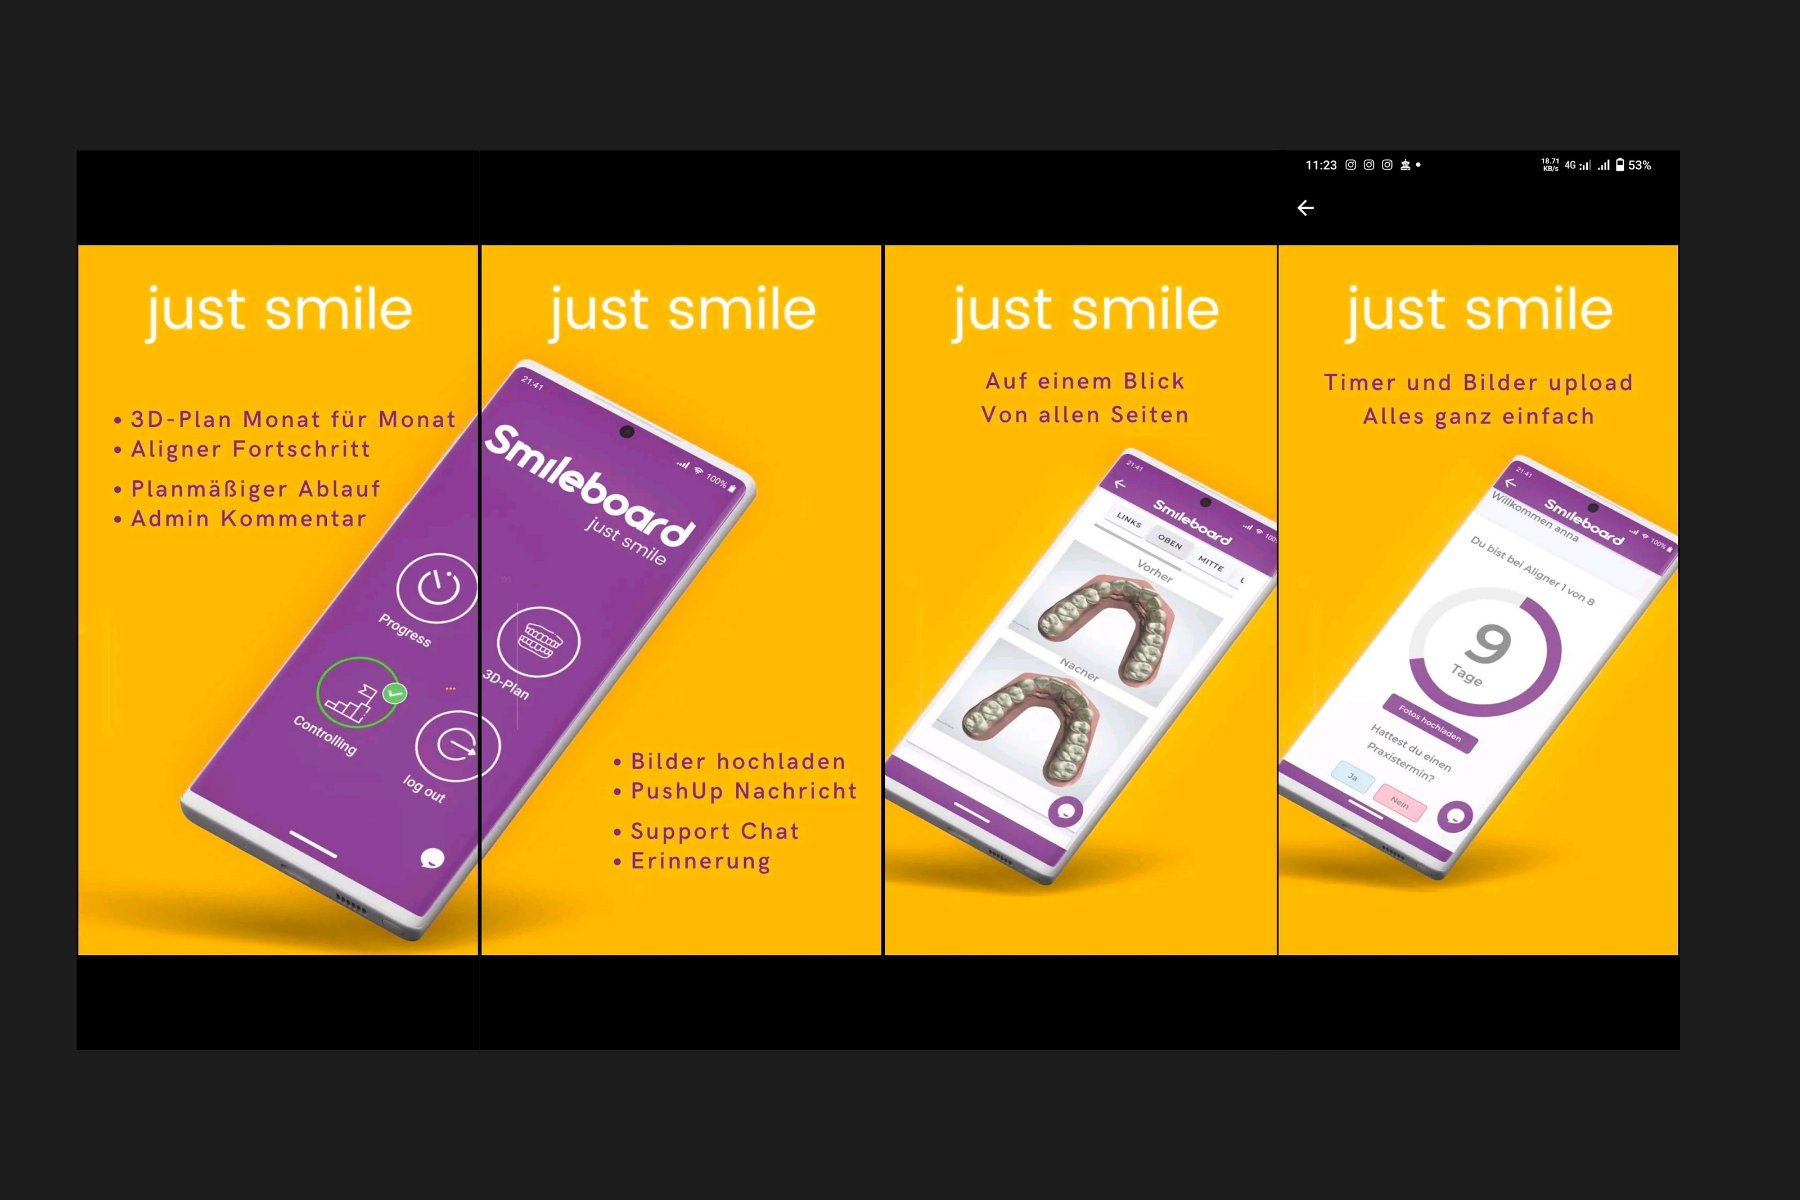 11:23
18.71
KB/s
4G
53%
just smile
• 3D-Plan Monat für Monat
• Aligner Fortschritt
• Planmäßiger Ablauf
• Admin Kommentar
just smile
21:41
100%
Smileboard
just smile
Progress
3D-Plan
Controlling
log out
• Bilder hochladen
• PushUp Nachricht
• Support Chat
• Erinnerung
just smile
Auf einem Blick
Von allen Seiten
21:41
Smileboard
LINKS
OBEN
MITTE
Vorher
just smile
Timer und Bilder upload
Alles ganz einfach
21:41
100%
Smileboard
Willkommen anna
Du bist bei Aligner 1 von 8
9
Tage
Fotos hochladen
Hattest du einen
Praxistermin?
Ja
Nein